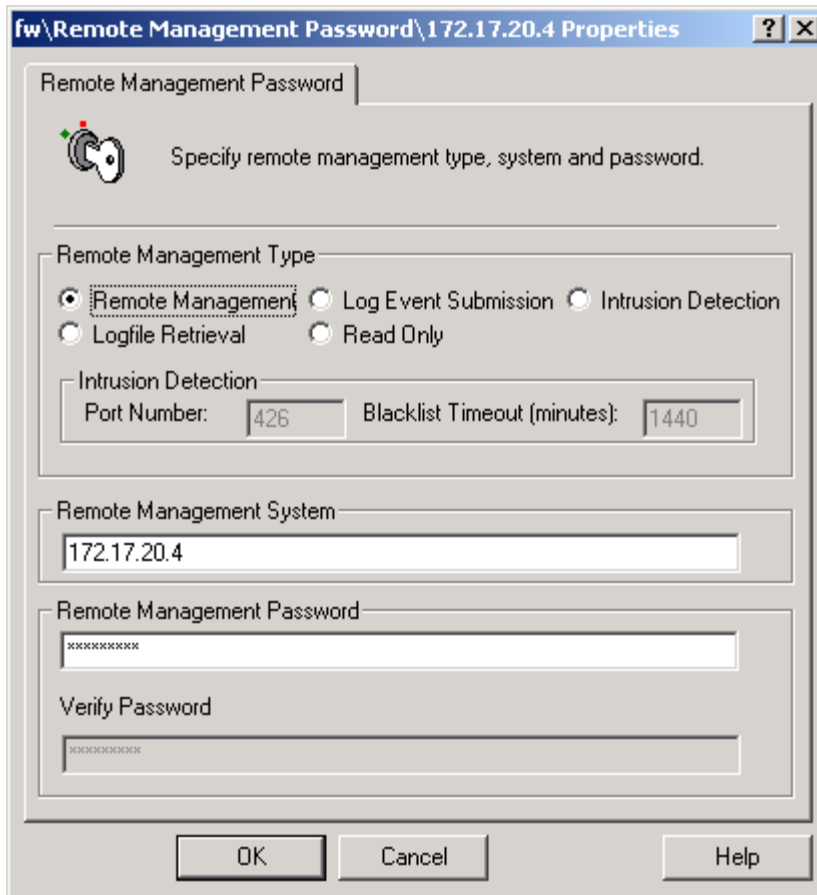 fw\Remote Management Password\172.17.20.4 Properties
Remote Management Password
Specify remote management type, system and password.
Remote Management Type
Remote Management Log Event Submission Intrusion Detection
Logfile Retrieval Read Only
Intrusion Detection
Port Number: 426 Blacklist Timeout (minutes): 1440
Remote Management System
172.17.20.4
Remote Management Password
*********
Verify Password
*********
OK Cancel Help